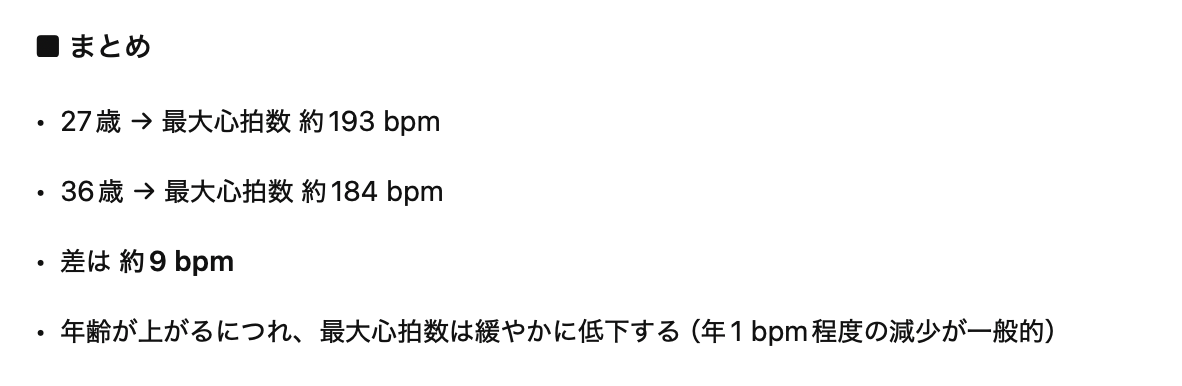 ■ まとめ
• 27歳 → 最大心拍数 約193 bpm
• 36歳 → 最大心拍数 約184 bpm
• 差は 約9 bpm
• 年齢が上がるにつれ、最大心拍数は緩やかに低下する（年1 bpm程度の減少が一般的）